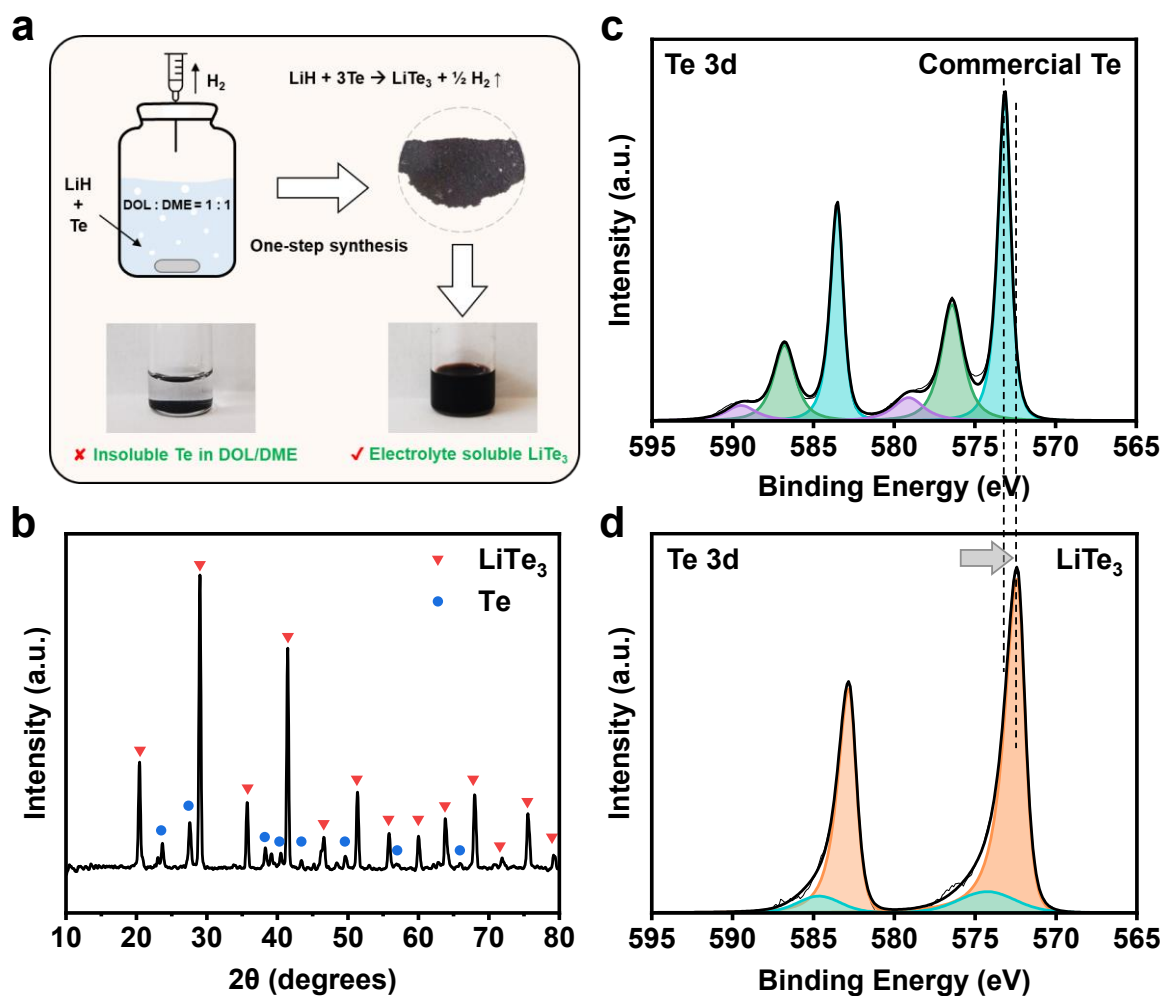 a
H₂
LiH + 3Te → LiTe₃ + ½ H₂ ↑
LiH
+
Te
DOL : DME = 1 : 1
One-step synthesis
✘ Insoluble Te in DOL/DME
✓ Electrolyte soluble LiTe₃
b
LiTe₃
Te
Intensity (a.u.)
10 20 30 40 50 60 70 80
2θ (degrees)
c
Te 3d
Commercial Te
Intensity (a.u.)
595 590 585 580 575 570 565
Binding Energy (eV)
d
Te 3d
LiTe₃
Intensity (a.u.)
595 590 585 580 575 570 565
Binding Energy (eV)